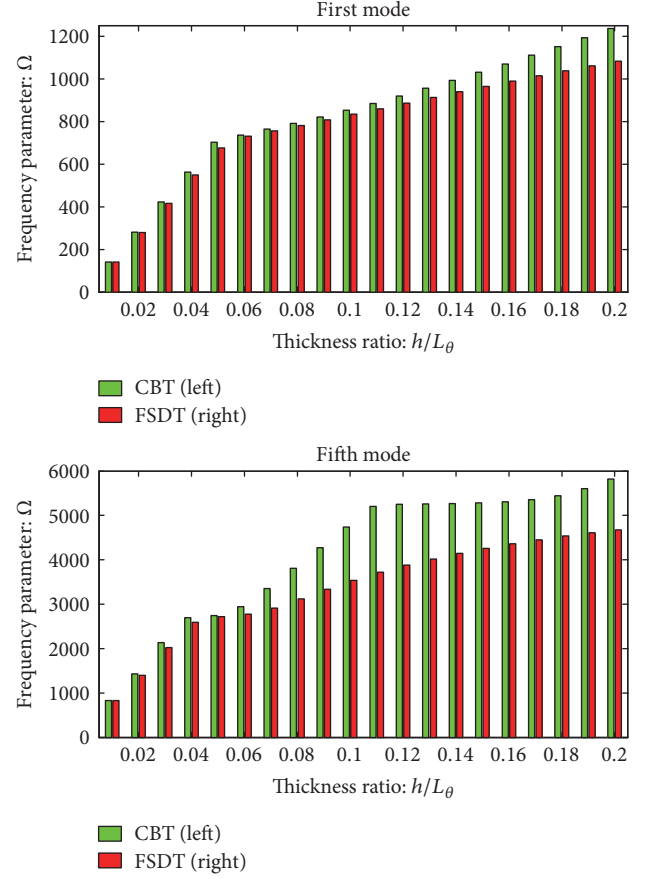 First mode
Frequency parameter: Ω
1200
1000
800
600
400
200
0
0.02 0.04 0.06 0.08 0.1 0.12 0.14 0.16 0.18 0.2
Thickness ratio: h/L_θ
CBT (left)
FSDT (right)
Fifth mode
Frequency parameter: Ω
6000
5000
4000
3000
2000
1000
0
0.02 0.04 0.06 0.08 0.1 0.12 0.14 0.16 0.18 0.2
Thickness ratio: h/L_θ
CBT (left)
FSDT (right)